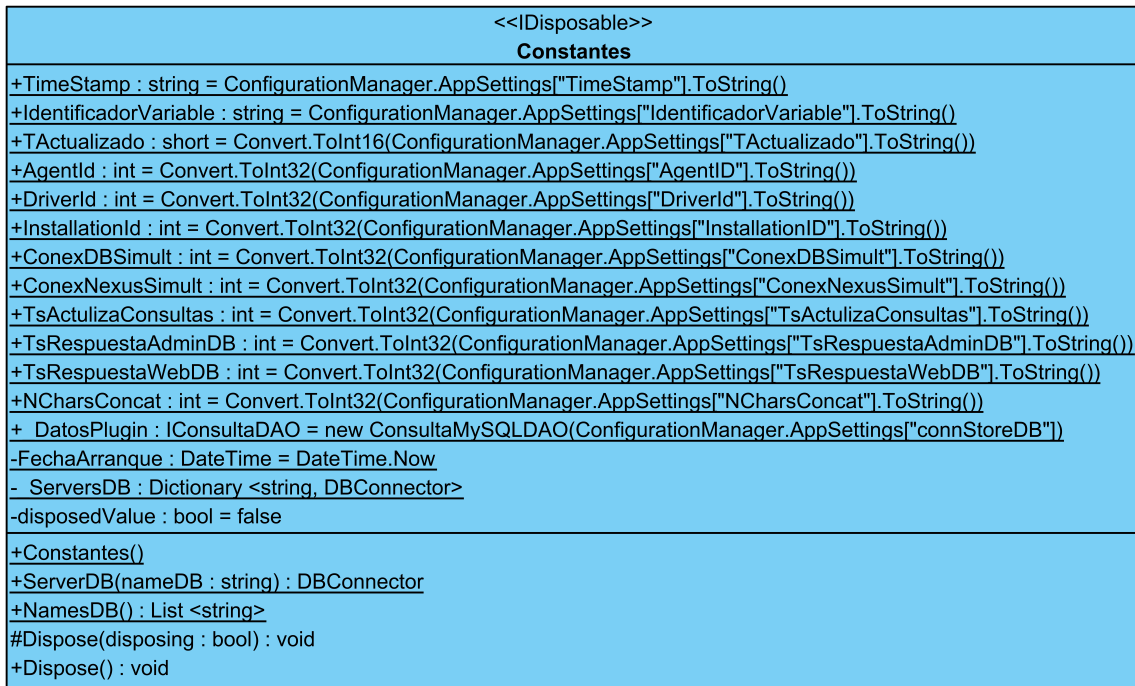 <<IDisposable>>
Constantes
+TimeStamp : string = ConfigurationManager.AppSettings["TimeStamp"].ToString()
+IdentificadorVariable : string = ConfigurationManager.AppSettings["IdentificadorVariable"].ToString()
+TActualizado : short = Convert.ToInt16(ConfigurationManager.AppSettings["TActualizado"].ToString())
+AgentId : int = Convert.ToInt32(ConfigurationManager.AppSettings["AgentID"].ToString())
+DriverId : int = Convert.ToInt32(ConfigurationManager.AppSettings["DriverId"].ToString())
+InstallationId : int = Convert.ToInt32(ConfigurationManager.AppSettings["InstallationID"].ToString())
+ConexDBSimult : int = Convert.ToInt32(ConfigurationManager.AppSettings["ConexDBSimult"].ToString())
+ConexNexusSimult : int = Convert.ToInt32(ConfigurationManager.AppSettings["ConexNexusSimult"].ToString())
+TsActulizaConsultas : int = Convert.ToInt32(ConfigurationManager.AppSettings["TsActulizaConsultas"].ToString())
+TsRespuestaAdminDB : int = Convert.ToInt32(ConfigurationManager.AppSettings["TsRespuestaAdminDB"].ToString())
+TsRespuestaWebDB : int = Convert.ToInt32(ConfigurationManager.AppSettings["TsRespuestaWebDB"].ToString())
+NCharsConcat : int = Convert.ToInt32(ConfigurationManager.AppSettings["NCharsConcat"].ToString())
+_DatosPlugin : IConsultaDAO = new ConsultaMySQLDAO(ConfigurationManager.AppSettings["connStoreDB"])
-FechaArranque : DateTime = DateTime.Now
-_ServersDB : Dictionary <string, DBConnector>
-disposedValue : bool = false
+Constantes()
+ServerDB(nameDB : string) : DBConnector
+NamesDB() : List <string>
#Dispose(disposing : bool) : void
+Dispose() : void